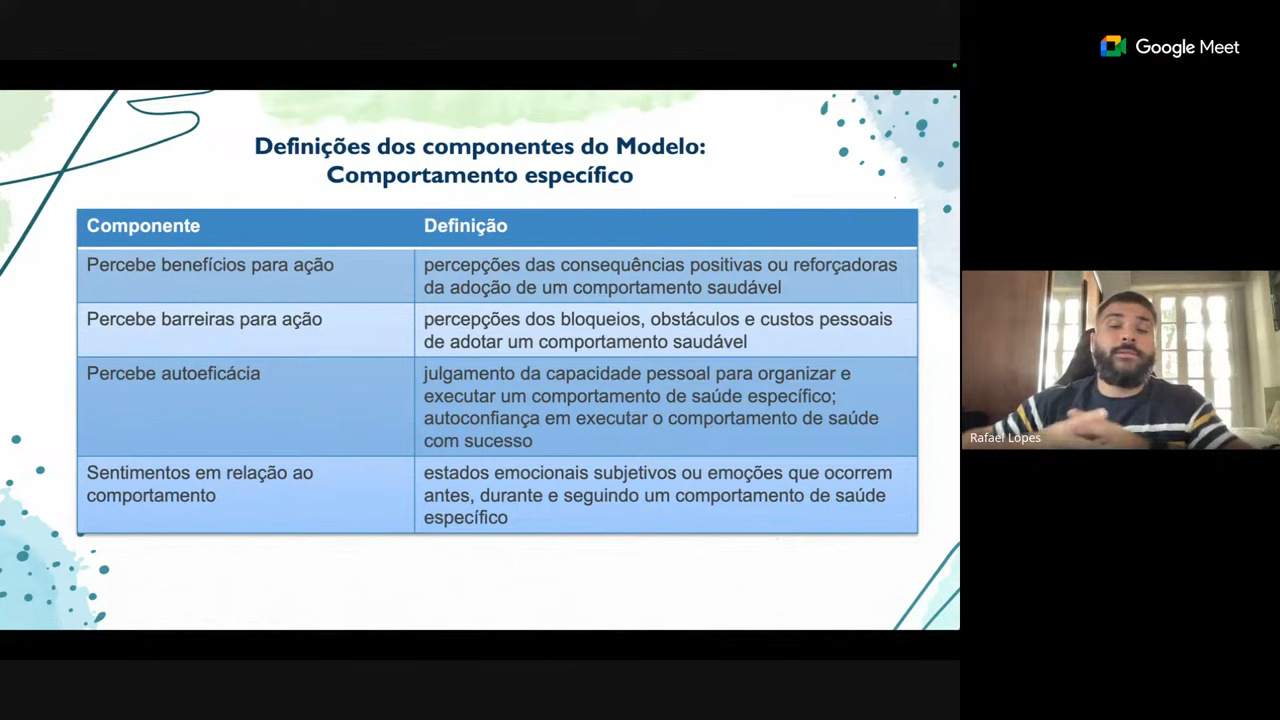 Google Meet
Definições dos componentes do Modelo:
Comportamento específico
Componente
Definição
Percebe benefícios para ação
percepções das consequências positivas ou reforçadoras
da adoção de um comportamento saudável
Percebe barreiras para ação
percepções dos bloqueios, obstáculos e custos pessoais
de adotar um comportamento saudável
Percebe autoeficácia
julgamento da capacidade pessoal para organizar e
executar um comportamento de saúde específico;
autoconfiança em executar o comportamento de saúde
com sucesso
Sentimentos em relação ao
comportamento
estados emocionais subjetivos ou emoções que ocorrem
antes, durante e seguindo um comportamento de saúde
específico
Rafael Lopes